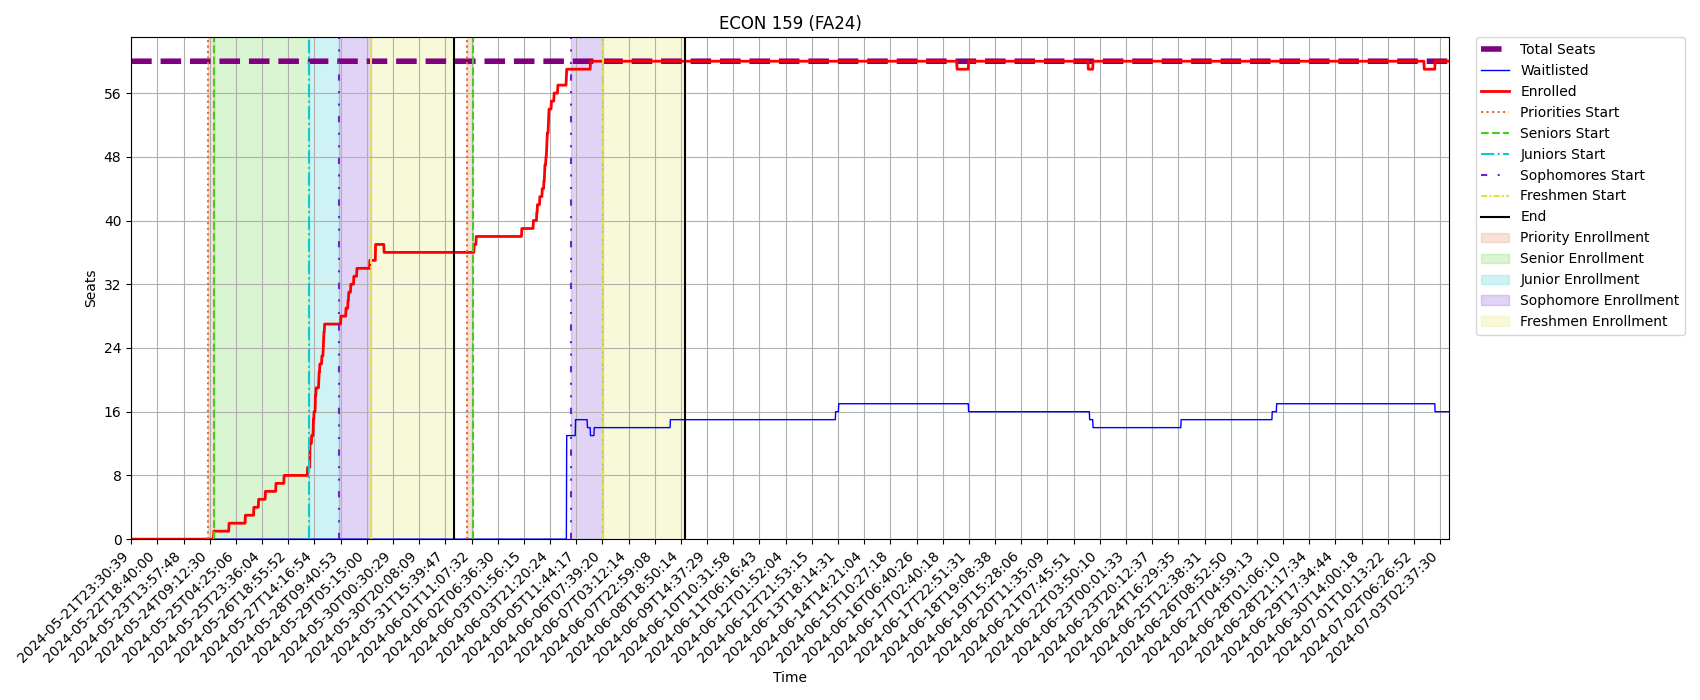 ECON 159 (FA24)
Total Seats
Waitlisted
Enrolled
Priorities Start
Seniors Start
Juniors Start
Sophomores Start
Freshmen Start
End
Priority Enrollment
Senior Enrollment
Junior Enrollment
Sophomore Enrollment
Freshmen Enrollment
Seats
56
48
40
32
24
16
8
0
2024-05-21T23:30:39
2024-05-22T18:40:00
2024-05-23T13:57:48
2024-05-24T09:12:30
2024-05-25T04:25:06
2024-05-25T23:36:04
2024-05-26T18:55:52
2024-05-27T14:16:54
2024-05-28T09:40:53
2024-05-29T05:15:00
2024-05-30T00:30:29
2024-05-30T20:08:09
2024-05-31T15:39:47
2024-06-01T11:07:32
2024-06-02T06:36:30
2024-06-03T01:56:15
2024-06-03T21:20:24
2024-06-05T11:44:17
2024-06-06T07:39:20
2024-06-07T03:12:14
2024-06-07T22:59:08
2024-06-08T18:50:14
2024-06-09T14:37:29
2024-06-10T10:31:58
2024-06-11T06:16:43
2024-06-12T01:52:04
2024-06-12T21:53:15
2024-06-13T18:14:31
2024-06-14T14:21:04
2024-06-15T10:27:18
2024-06-16T06:40:26
2024-06-17T02:40:18
2024-06-17T22:51:31
2024-06-18T19:08:38
2024-06-19T15:28:06
2024-06-20T11:35:09
2024-06-21T07:45:51
2024-06-22T03:50:10
2024-06-23T00:01:33
2024-06-23T20:12:37
2024-06-24T16:29:35
2024-06-25T12:38:31
2024-06-26T08:52:50
2024-06-27T04:59:13
2024-06-28T01:06:10
2024-06-28T21:17:34
2024-06-29T17:34:44
2024-06-30T14:00:18
2024-07-01T10:13:22
2024-07-02T06:26:52
2024-07-03T02:37:30
Time